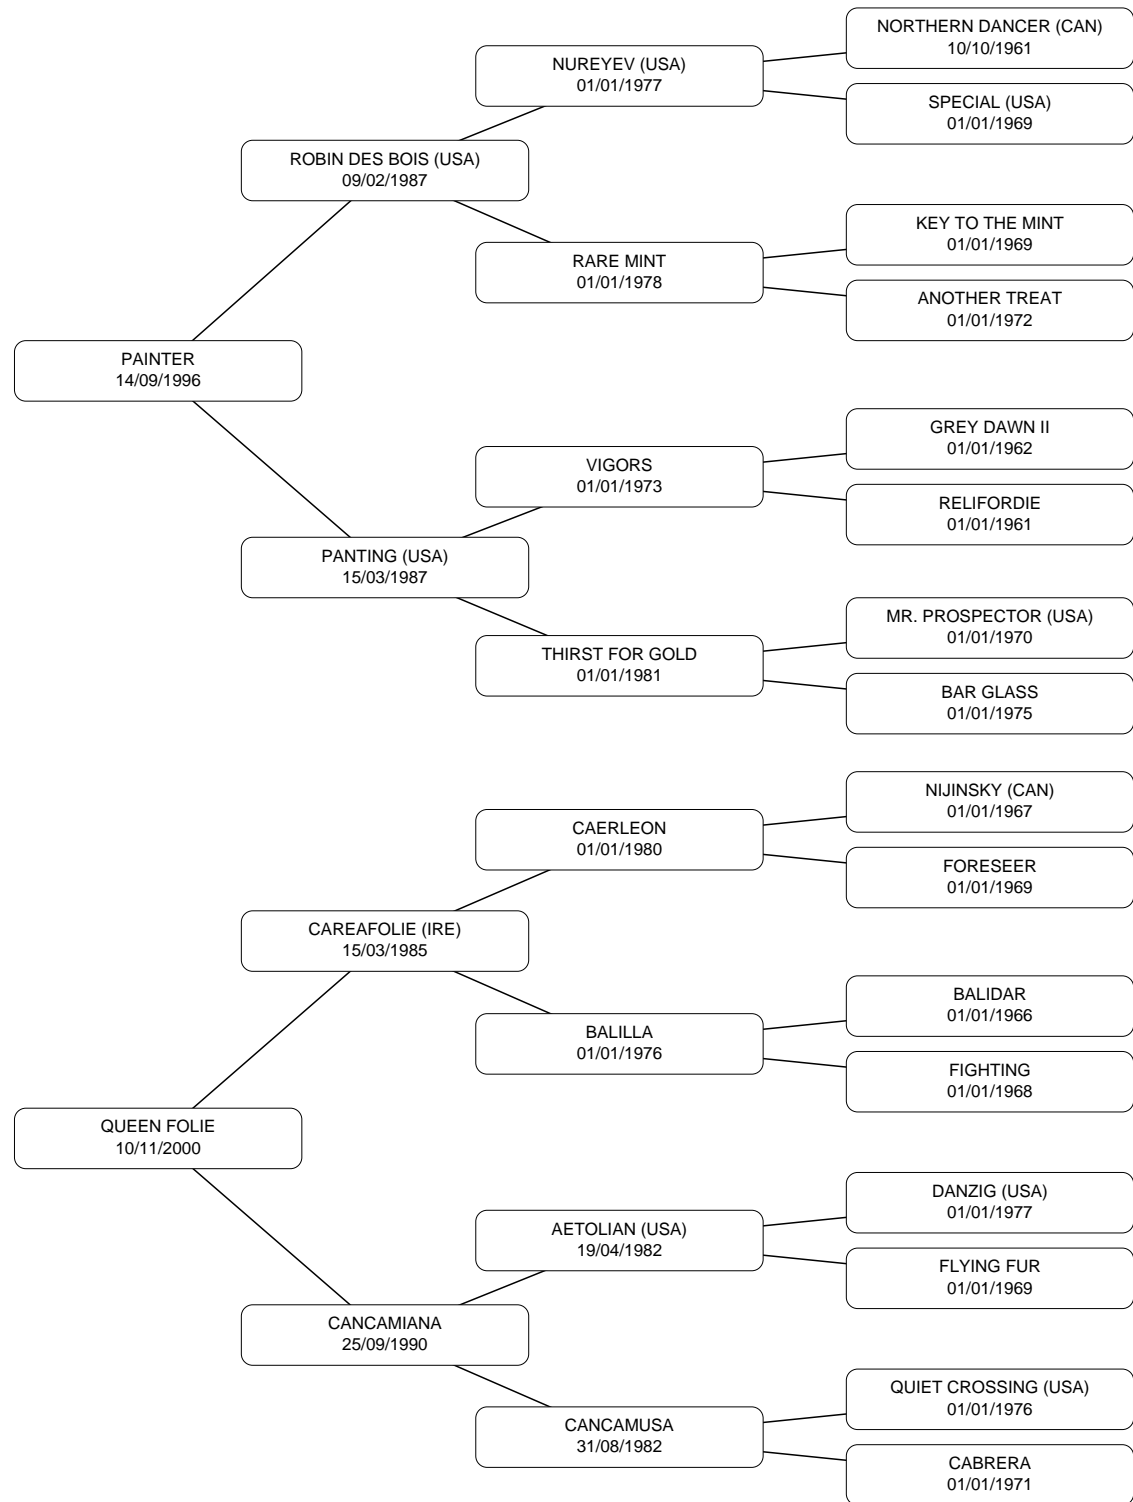 NORTHERN DANCER (CAN)
10/10/1961
NUREYEV (USA)
01/01/1977
SPECIAL (USA)
01/01/1969
ROBIN DES BOIS (USA)
09/02/1987
KEY TO THE MINT
01/01/1969
RARE MINT
01/01/1978
ANOTHER TREAT
01/01/1972
PAINTER
14/09/1996
GREY DAWN II
01/01/1962
VIGORS
01/01/1973
RELIFORDIE
01/01/1961
PANTING (USA)
15/03/1987
MR. PROSPECTOR (USA)
01/01/1970
THIRST FOR GOLD
01/01/1981
BAR GLASS
01/01/1975
NIJINSKY (CAN)
01/01/1967
CAERLEON
01/01/1980
FORESEER
01/01/1969
CAREAFOLIE (IRE)
15/03/1985
BALIDAR
01/01/1966
BALILLA
01/01/1976
FIGHTING
01/01/1968
QUEEN FOLIE
10/11/2000
DANZIG (USA)
01/01/1977
AETOLIAN (USA)
19/04/1982
FLYING FUR
01/01/1969
CANCAMIANA
25/09/1990
QUIET CROSSING (USA)
01/01/1976
CANCAMUSA
31/08/1982
CABRERA
01/01/1971